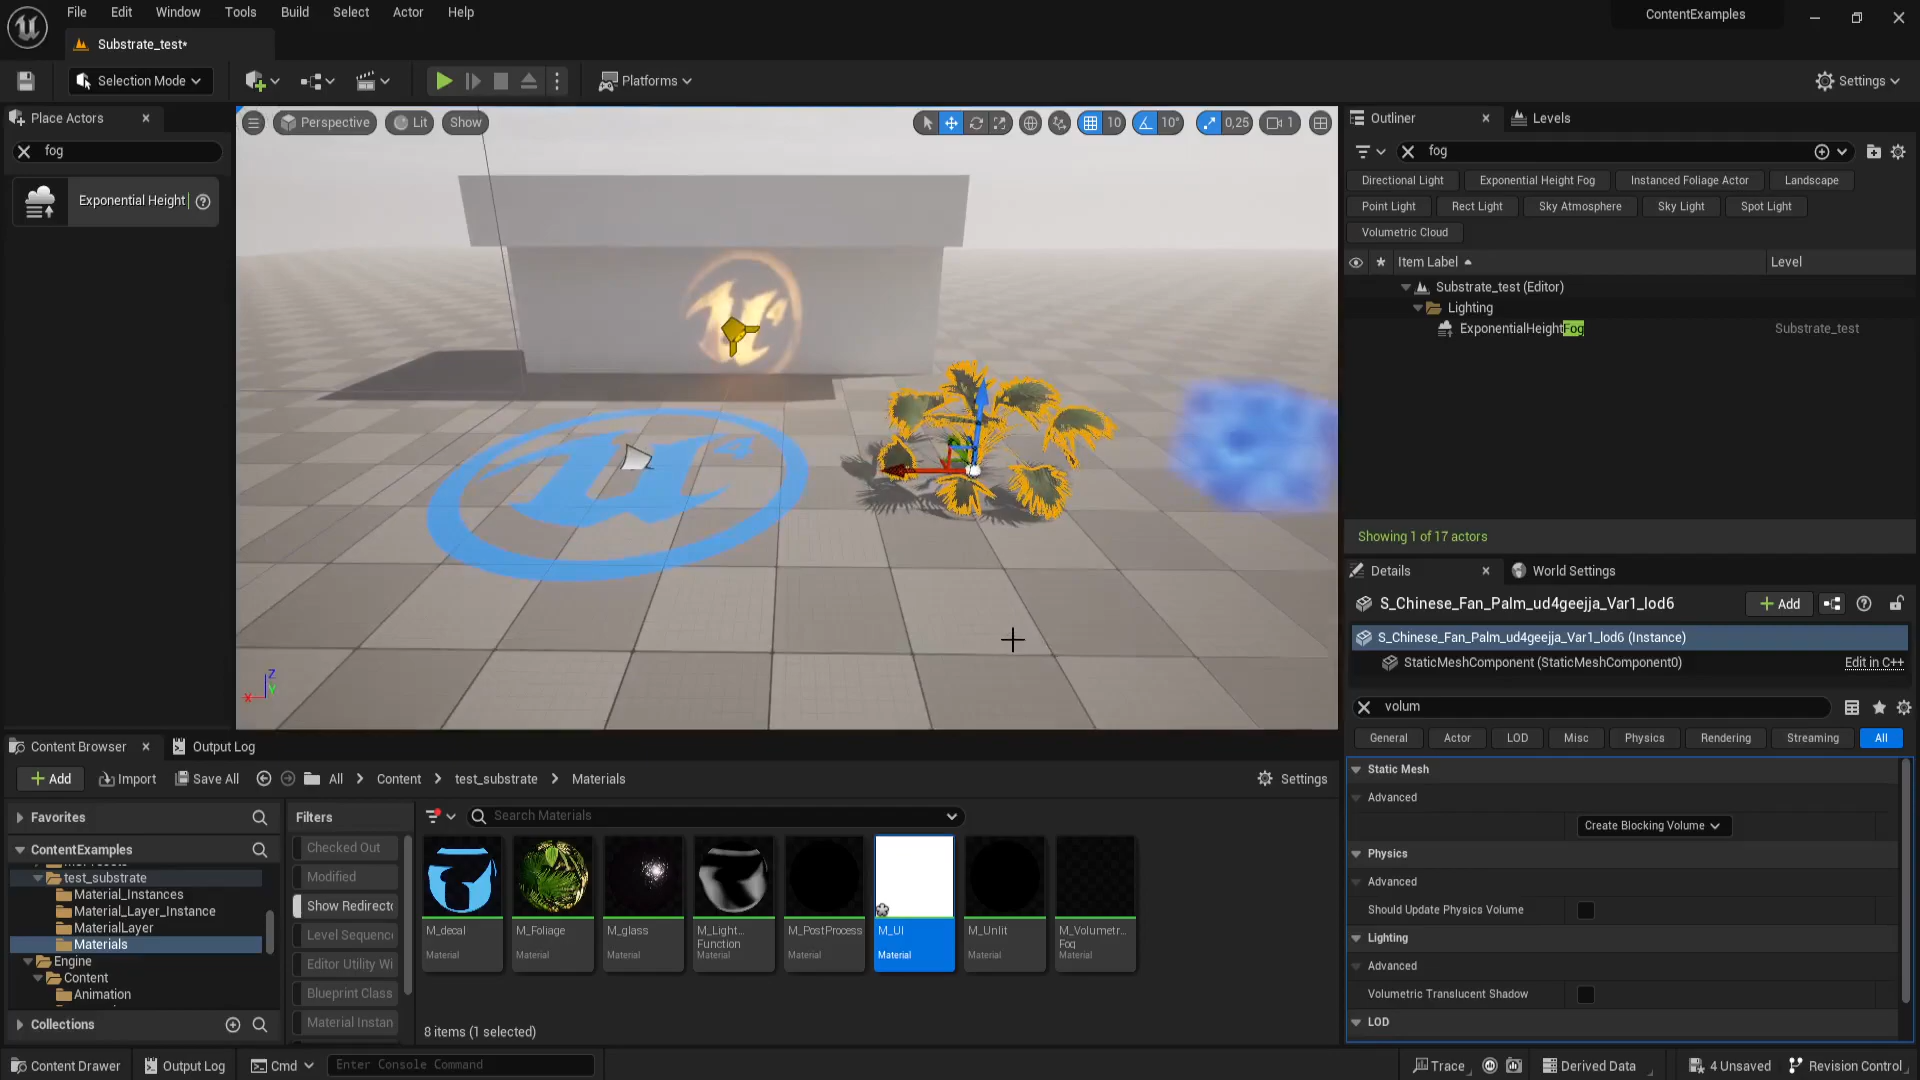 File Edit Window Tools Build Select Actor Help
ContentExamples
Substrate_test*
Selection Mode
Platforms
Settings
Place Actors
fog
Exponential Height
Perspective
Lit
Show
10
10°
0,25
1
Z
X
Y
Outliner
Levels
fog
Directional Light
Exponential Height Fog
Instanced Foliage Actor
Landscape
Point Light
Rect Light
Sky Atmosphere
Sky Light
Spot Light
Volumetric Cloud
Item Label
Level
Substrate_test (Editor)
Lighting
ExponentialHeightFog
Substrate_test
Showing 1 of 17 actors
Details
World Settings
S_Chinese_Fan_Palm_ud4geejja_Var1_lod6
Add
S_Chinese_Fan_Palm_ud4geejja_Var1_lod6 (Instance)
StaticMeshComponent (StaticMeshComponent0)
Edit in C++
volum
General
Actor
LOD
Misc
Physics
Rendering
Streaming
All
Static Mesh
Advanced
Create Blocking Volume
Physics
Advanced
Should Update Physics Volume
Lighting
Advanced
Volumetric Translucent Shadow
LOD
Content Browser
Output Log
Add
Import
Save All
All
Content
test_substrate
Materials
Settings
Favorites
ContentExamples
test_substrate
Material_Instances
Material_Layer_Instance
MaterialLayer
Materials
Engine
Content
Animation
Collections
Filters
Checked Out
Modified
Show Redirecto
Level Sequenc
Editor Utility Wi
Blueprint Class
Material Instan
Search Materials
M_decal
Material
M_Foliage
Material
M_glass
Material
M_Light...
Function
Material
M_PostProcess
Material
M_UI
Material
M_Unlit
Material
M_Volumetr...
Fog
Material
8 items (1 selected)
Content Drawer
Output Log
Cmd
Enter Console Command
Trace
Derived Data
4 Unsaved
Revision Control